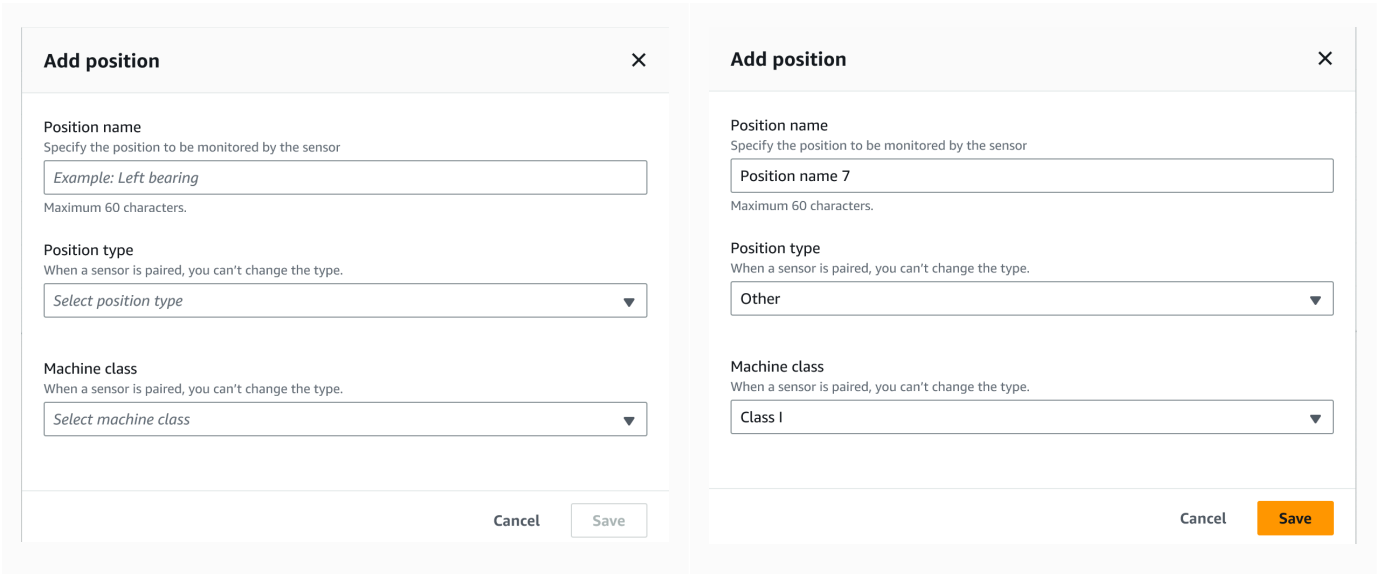 Add position
Position name
Specify the position to be monitored by the sensor
Example: Left bearing
Maximum 60 characters.
Position type
When a sensor is paired, you can't change the type.
Select position type
Machine class
When a sensor is paired, you can't change the type.
Select machine class
Cancel
Save
Add position
Position name
Specify the position to be monitored by the sensor
Position name 7
Maximum 60 characters.
Position type
When a sensor is paired, you can't change the type.
Other
Machine class
When a sensor is paired, you can't change the type.
Class I
Cancel
Save